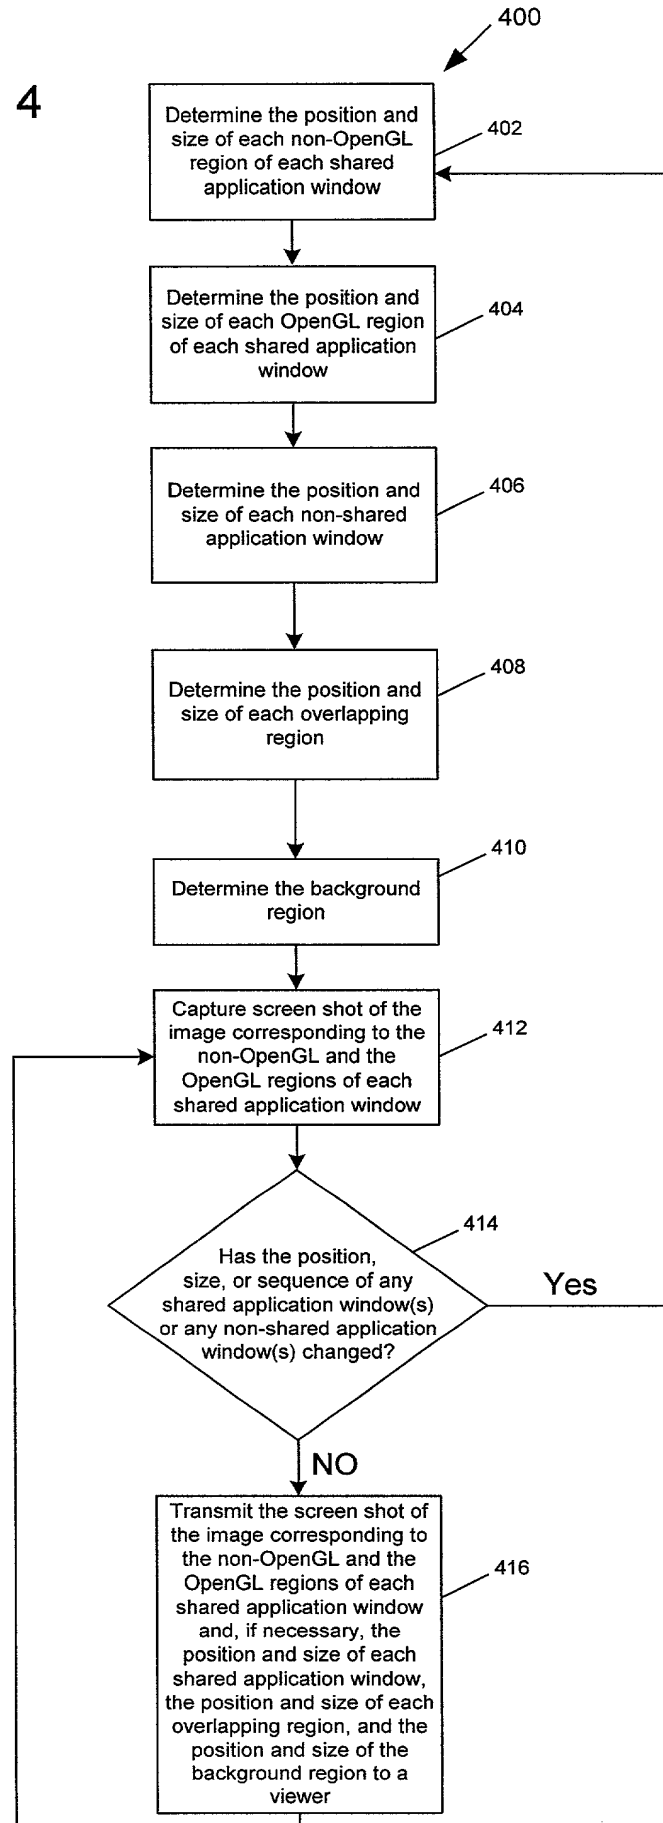 400
4
Determine the position and
size of each non-OpenGL
region of each shared
application window
402
Determine the position and
size of each OpenGL region
of each shared application
window
404
Determine the position and
size of each non-shared
application window
406
Determine the position and
size of each overlapping
region
408
Determine the background
region
410
Capture screen shot of the
image corresponding to the
non-OpenGL and the
OpenGL regions of each
shared application window
412
Has the position,
size, or sequence of any
shared application window(s)
or any non-shared application
window(s) changed?
414
Yes
NO
Transmit the screen shot of
the image corresponding to
the non-OpenGL and the
OpenGL regions of each
shared application window
and, if necessary, the
position and size of each
shared application window,
the position and size of each
overlapping region, and the
position and size of the
background region to a
viewer
416